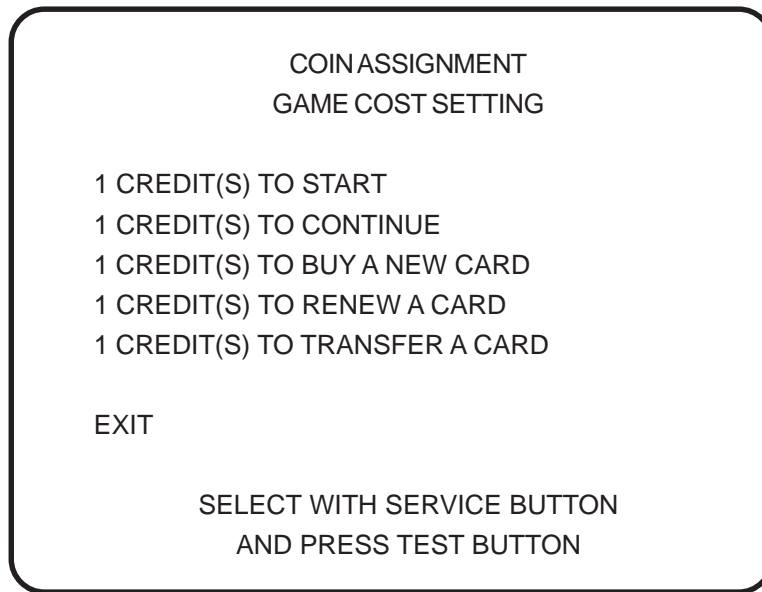 COIN ASSIGNMENT
GAME COST SETTING
1 CREDIT(S) TO START
1 CREDIT(S) TO CONTINUE
1 CREDIT(S) TO BUY A NEW CARD
1 CREDIT(S) TO RENEW A CARD
1 CREDIT(S) TO TRANSFER A CARD
EXIT
SELECT WITH SERVICE BUTTON
AND PRESS TEST BUTTON